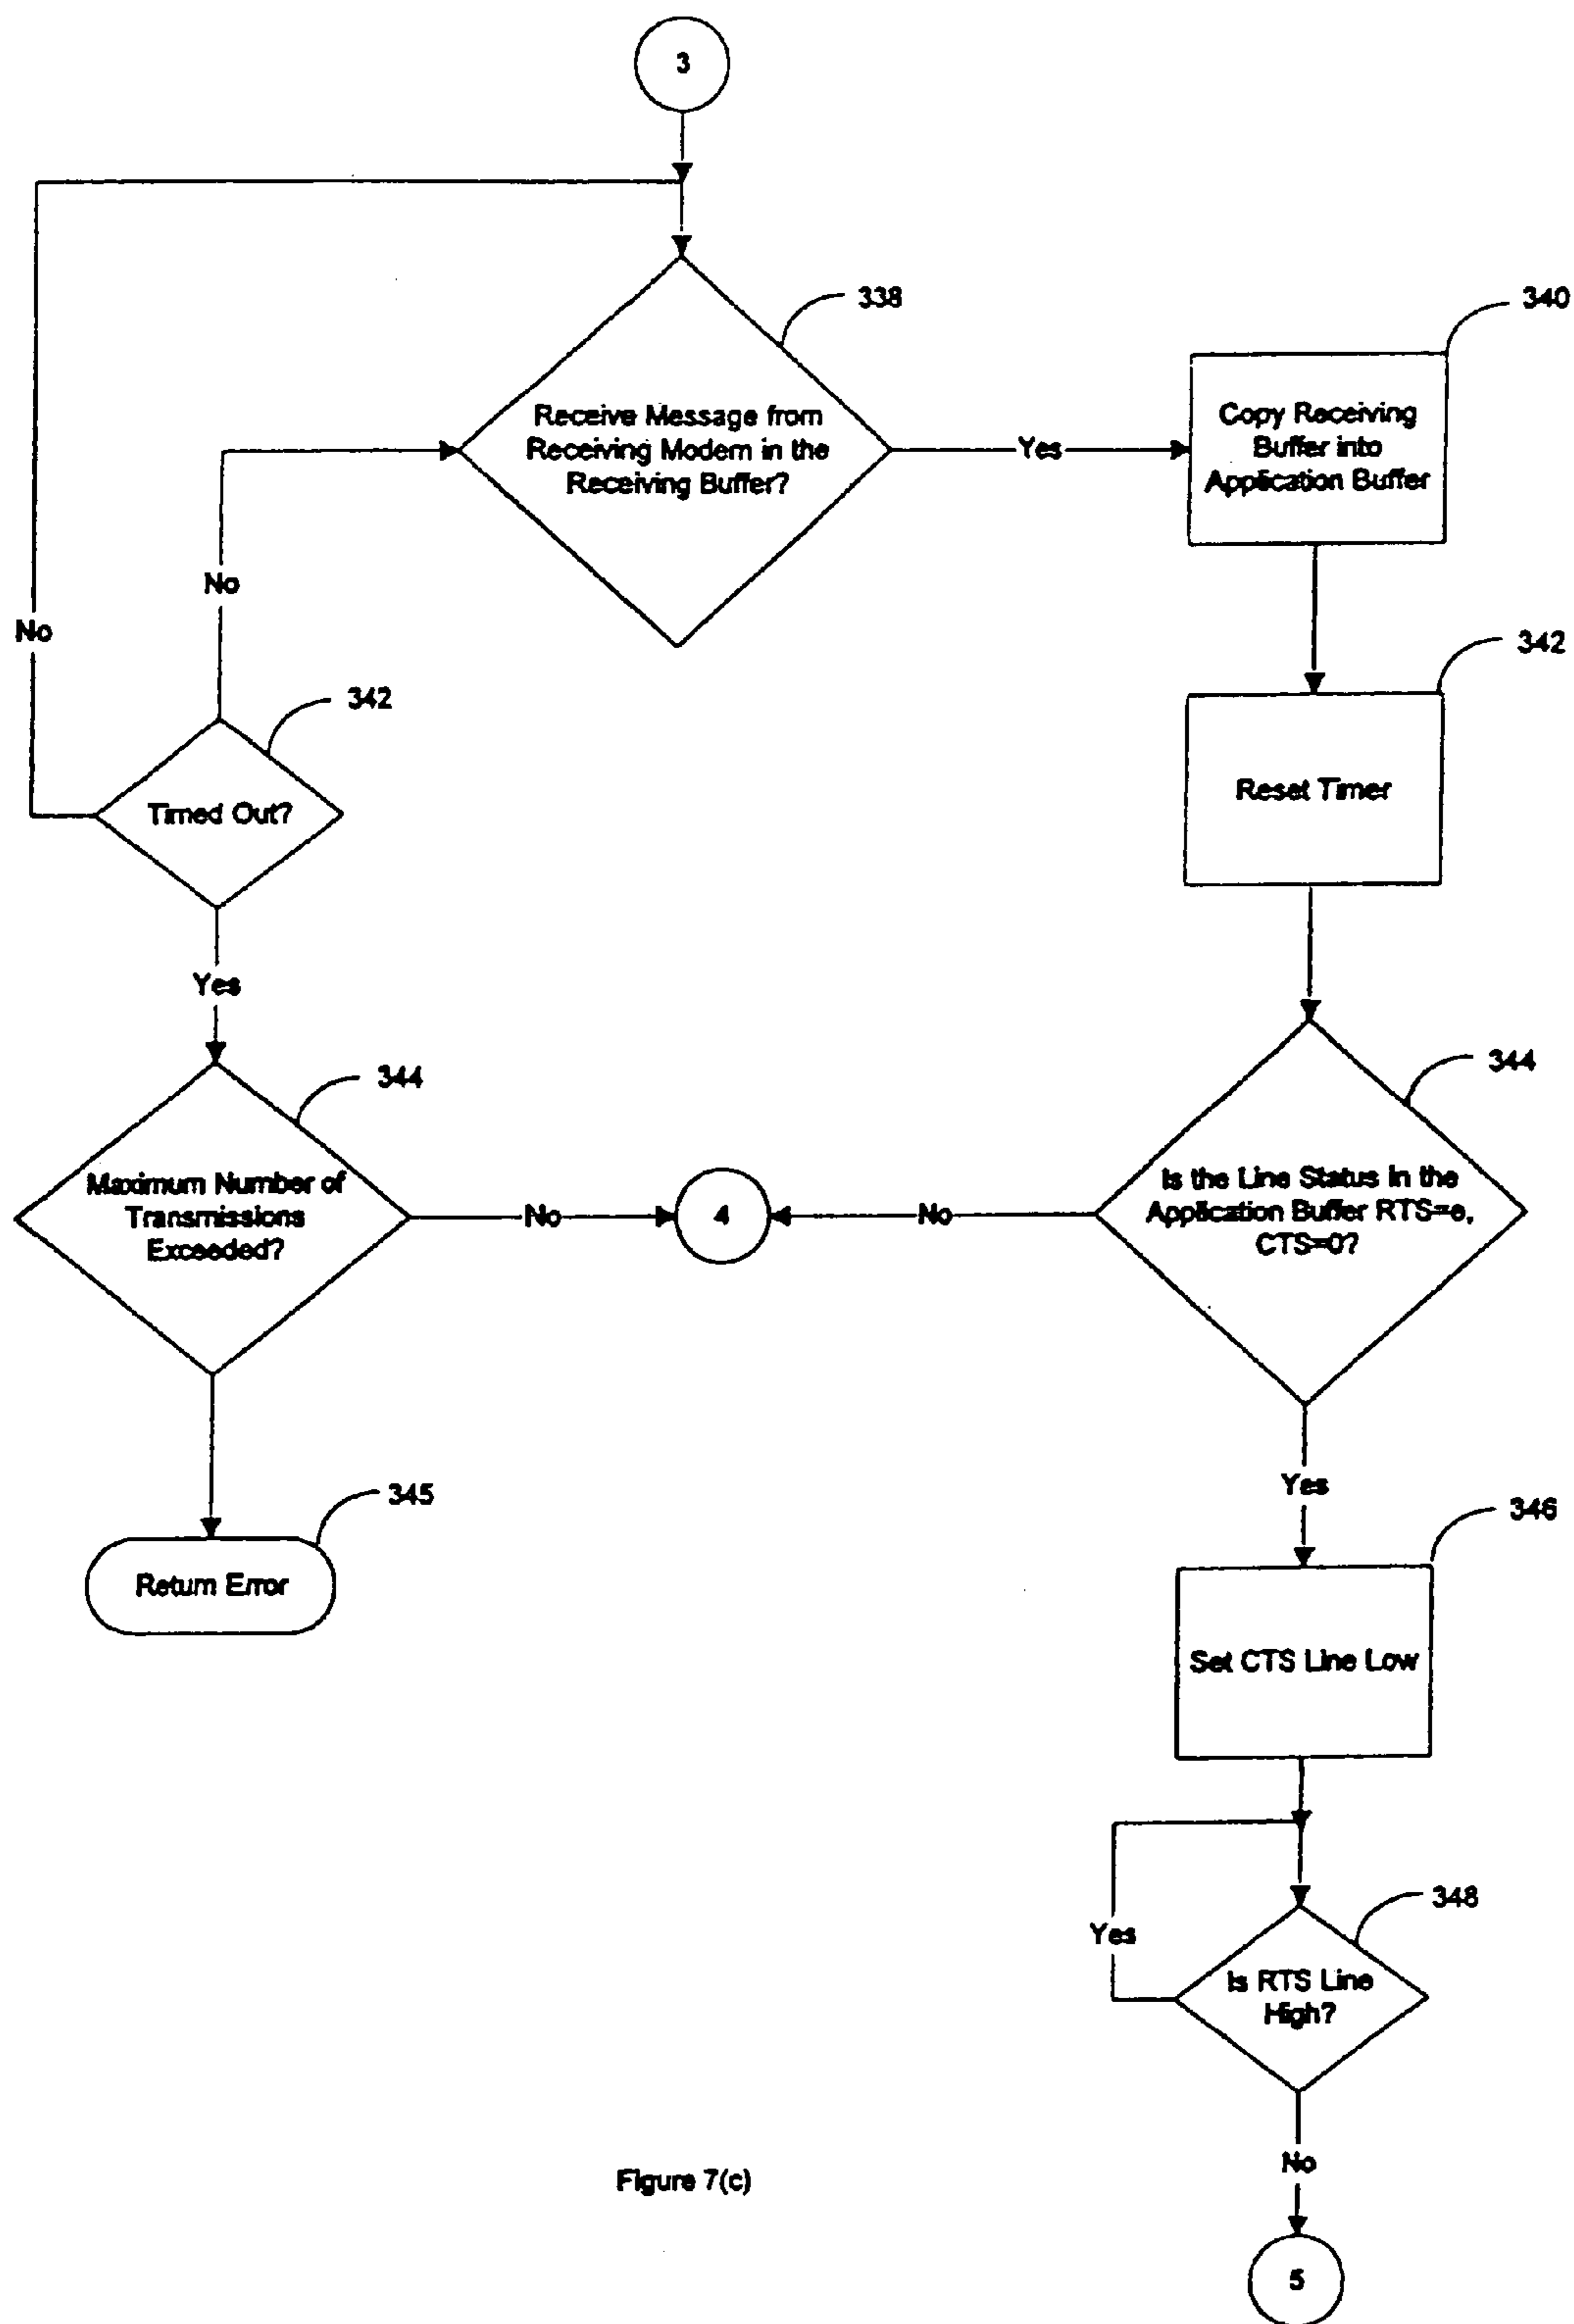 3
338
Receive Message from
Receiving Modem in the
Receiving Buffer?
Yes
340
Copy Receiving
Buffer into
Application Buffer
No
No
342
Timed Out?
342
Reset Timer
Yes
344
Maximum Number of
Transmissions
Exceeded?
No
4
No
344
Is the Line Status in the
Application Buffer RTS=e,
CTS=0?
345
Return Error
Yes
346
Set CTS Line Low
Yes
348
Is RTS Line
High?
No
5
Figure 7(c)